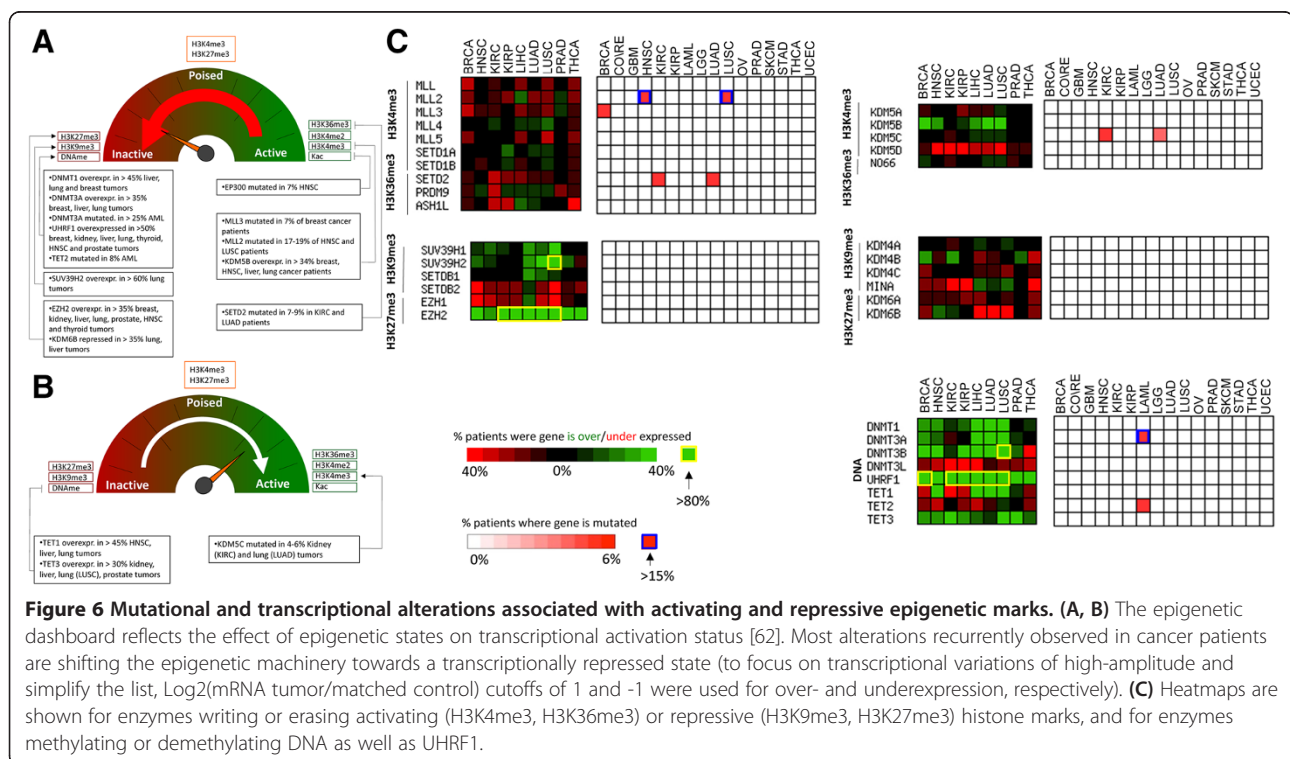 A
H3K4me3
H3K27me3
Poised
Inactive
Active
H3K27me3
H3K9me3
DNAme
H3K36me3
H3K4me2
H3K4me3
Kac
•DNMT1 overexpr. in > 45% liver,
lung and breast tumors
•DNMT3A overexpr. in > 35%
breast, liver, lung tumors
•DNMT3A mutated. in > 25% AML
•UHRF1 overexpressed in >50%
breast, kidney, liver, lung, thyroid,
HNSC and prostate tumors
•TET2 mutated in 8% AML
•SUV39H2 overexpr. in > 60% lung
tumors
•EZH2 overexpr. in > 35% breast,
kidney, liver, lung, prostate, HNSC
and thyroid tumors
•KDM6B repressed in > 35% lung,
liver tumors
•EP300 mutated in 7% HNSC
•MLL3 mutated in 7% of breast cancer
patients
•MLL2 mutated in 17-19% of HNSC and
LUSC patients
•KDM5B overexpr. in > 34% breast,
HNSC, liver, lung cancer patients
•SETD2 mutated in 7-9% in KIRC and
LUAD patients
B
H3K4me3
H3K27me3
Poised
Inactive
Active
H3K27me3
H3K9me3
DNAme
H3K36me3
H3K4me2
H3K4me3
Kac
•TET1 overexpr. in > 45% HNSC,
liver, lung tumors
•TET3 overexpr. in > 30% kidney,
liver, lung (LUSC), prostate tumors
•KDM5C mutated in 4-6% Kidney
(KIRC) and lung (LUAD) tumors
C
BRCA HNSC KIRC KIRP LIHC LUAD LUSC PRAD THCA
BRCA CO/RE GBM HNSC KIRC KIRP LAML LGG LUAD LUSC OV PRAD SKCM STAD THCA UCEC
H3K4me3
H3K36me3
MLL
MLL2
MLL3
MLL4
MLL5
SETD1A
SETD1B
SETD2
PRDM9
ASH1L
H3K9me3
H3K27me3
SUV39H1
SUV39H2
SETDB1
SETDB2
EZH1
EZH2
BRCA HNSC KIRC KIRP LIHC LUAD LUSC PRAD THCA
BRCA CO/RE GBM HNSC KIRC KIRP LAML LGG LUAD LUSC OV PRAD SKCM STAD THCA UCEC
H3K4me3
H3K36me3
KDM5A
KDM5B
KDM5C
KDM5D
NO66
H3K9me3
H3K27me3
KDM4A
KDM4B
KDM4C
MINA
KDM6A
KDM6B
BRCA HNSC KIRC KIRP LIHC LUAD LUSC PRAD THCA
BRCA CO/RE GBM HNSC KIRC KIRP LAML LGG LUAD LUSC OV PRAD SKCM STAD THCA UCEC
DNA
DNMT1
DNMT3A
DNMT3B
DNMT3L
UHRF1
TET1
TET2
TET3
% patients were gene is over/under expressed
40% 0% 40%
>80%
% patients where gene is mutated
0% 6%
>15%
Figure 6 Mutational and transcriptional alterations associated with activating and repressive epigenetic marks. (A, B) The epigenetic
dashboard reflects the effect of epigenetic states on transcriptional activation status [62]. Most alterations recurrently observed in cancer patients
are shifting the epigenetic machinery towards a transcriptionally repressed state (to focus on transcriptional variations of high-amplitude and
simplify the list, Log2(mRNA tumor/matched control) cutoffs of 1 and -1 were used for over- and underexpression, respectively). (C) Heatmaps are
shown for enzymes writing or erasing activating (H3K4me3, H3K36me3) or repressive (H3K9me3, H3K27me3) histone marks, and for enzymes
methylating or demethylating DNA as well as UHRF1.